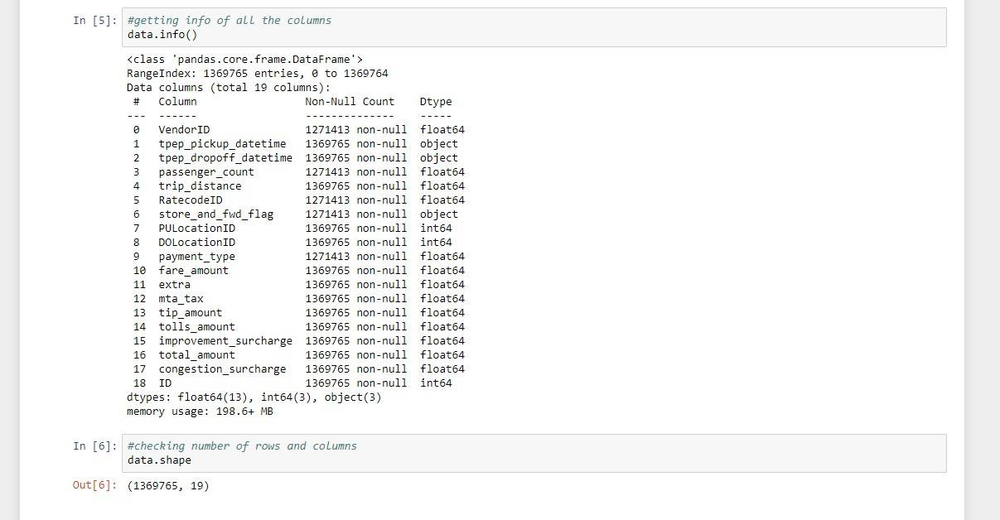 In [5]: #getting info of all the columns
data.info()
<class 'pandas.core.frame.DataFrame'>
RangeIndex: 1369765 entries, 0 to 1369764
Data columns (total 19 columns):
 #   Column                 Non-Null Count    Dtype
---  ------                 --------------    -----
 0   VendorID               1271413 non-null  float64
 1   tpep_pickup_datetime   1369765 non-null  object
 2   tpep_dropoff_datetime  1369765 non-null  object
 3   passenger_count        1271413 non-null  float64
 4   trip_distance          1369765 non-null  float64
 5   RatecodeID             1271413 non-null  float64
 6   store_and_fwd_flag     1271413 non-null  object
 7   PULocationID           1369765 non-null  int64
 8   DOLocationID           1369765 non-null  int64
 9   payment_type           1271413 non-null  float64
 10  fare_amount            1369765 non-null  float64
 11  extra                  1369765 non-null  float64
 12  mta_tax                1369765 non-null  float64
 13  tip_amount             1369765 non-null  float64
 14  tolls_amount           1369765 non-null  float64
 15  improvement_surcharge  1369765 non-null  float64
 16  total_amount           1369765 non-null  float64
 17  congestion_surcharge   1369765 non-null  float64
 18  ID                     1369765 non-null  int64
dtypes: float64(13), int64(3), object(3)
memory usage: 198.6+ MB
In [6]: #checking number of rows and columns
data.shape
Out[6]: (1369765, 19)